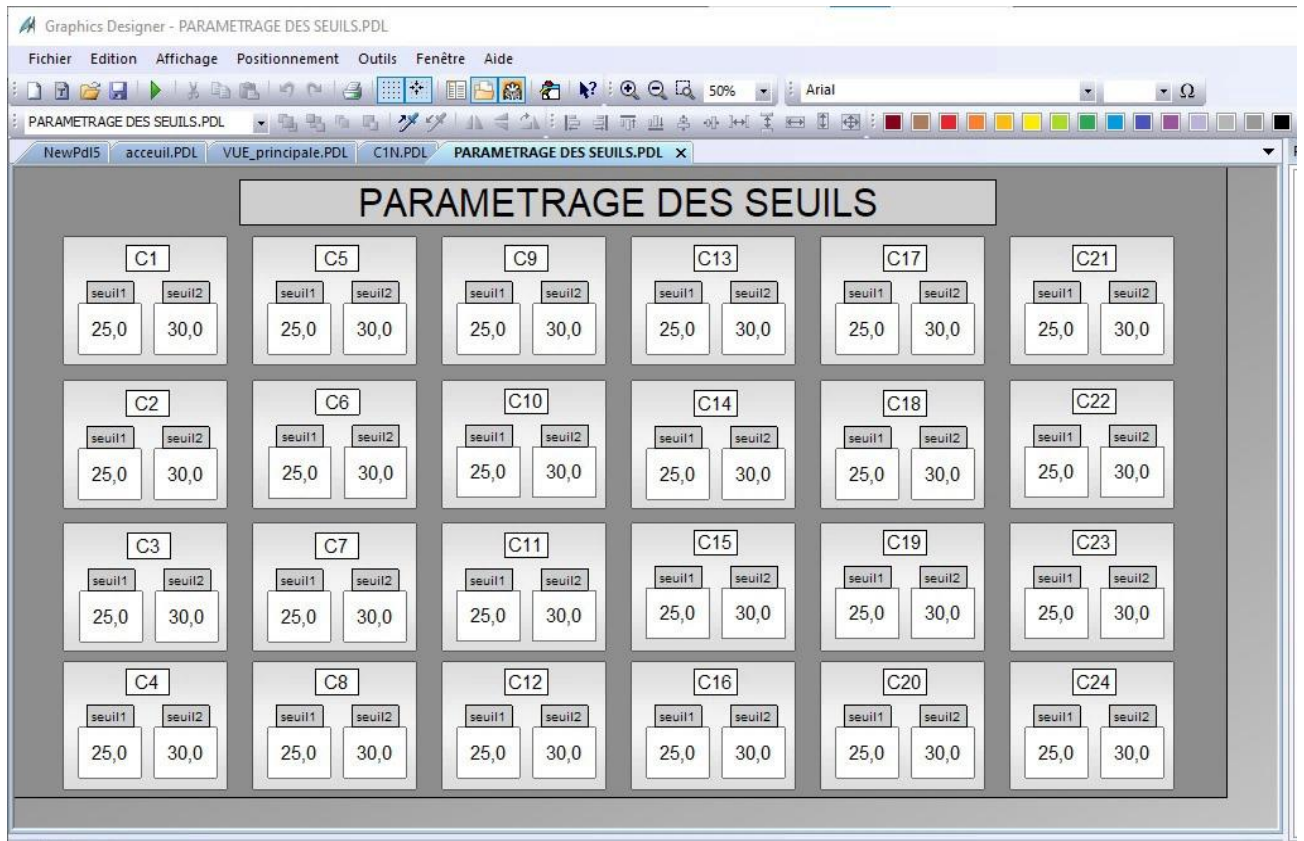 Graphics Designer - PARAMETRAGE DES SEUILS.PDL
Fichier Edition Affichage Positionnement Outils Fenêtre Aide
50% Arial Ω
PARAMETRAGE DES SEUILS.PDL
NewPdl5 acceuil.PDL VUE_principale.PDL C1N.PDL PARAMETRAGE DES SEUILS.PDL X
PARAMETRAGE DES SEUILS
C1 C5 C9 C13 C17 C21
seuil1 seuil2 seuil1 seuil2 seuil1 seuil2 seuil1 seuil2 seuil1 seuil2 seuil1 seuil2
25,0 30,0 25,0 30,0 25,0 30,0 25,0 30,0 25,0 30,0 25,0 30,0
C2 C6 C10 C14 C18 C22
seuil1 seuil2 seuil1 seuil2 seuil1 seuil2 seuil1 seuil2 seuil1 seuil2 seuil1 seuil2
25,0 30,0 25,0 30,0 25,0 30,0 25,0 30,0 25,0 30,0 25,0 30,0
C3 C7 C11 C15 C19 C23
seuil1 seuil2 seuil1 seuil2 seuil1 seuil2 seuil1 seuil2 seuil1 seuil2 seuil1 seuil2
25,0 30,0 25,0 30,0 25,0 30,0 25,0 30,0 25,0 30,0 25,0 30,0
C4 C8 C12 C16 C20 C24
seuil1 seuil2 seuil1 seuil2 seuil1 seuil2 seuil1 seuil2 seuil1 seuil2 seuil1 seuil2
25,0 30,0 25,0 30,0 25,0 30,0 25,0 30,0 25,0 30,0 25,0 30,0